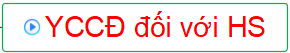 YCCĐ đối với HS